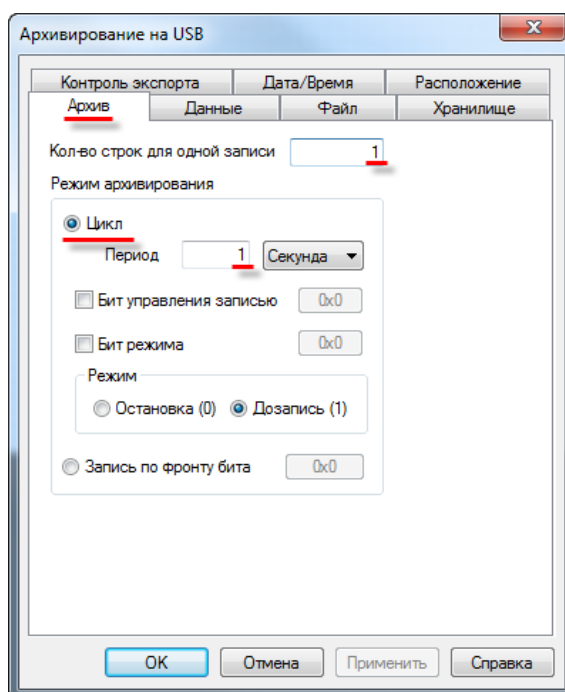 Архивирование на USB
Контроль экспорта Дата/Время Расположение
Архив Данные Файл Хранилище
Кол-во строк для одной записи 1
Режим архивирования
Цикл
Период 1 Секунда
Бит управления записью 0x0
Бит режима 0x0
Режим
Остановка (0) Дозапись (1)
Запись по фронту бита 0x0
OK Отмена Применить Справка